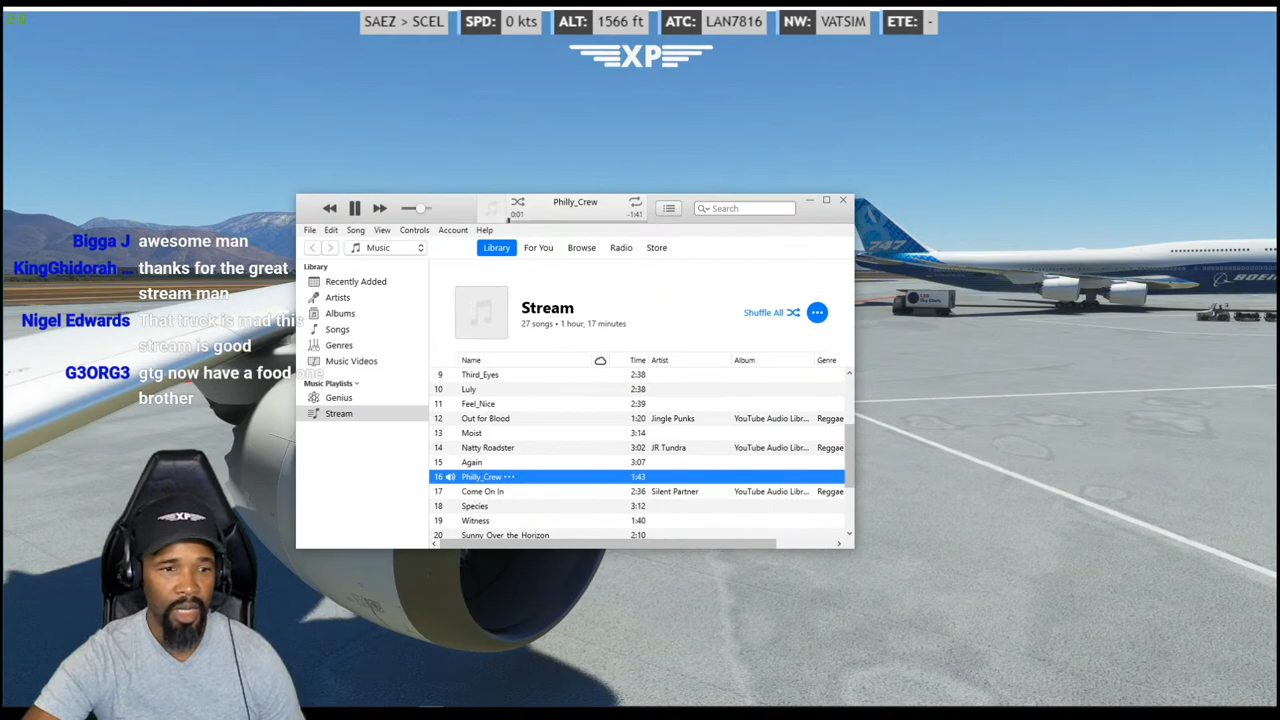 SAEZ > SCEL SPD: 0 kts ALT: 1566 ft ATC: LAN7816 NW: VATSIM ETE: -
XP
747
BOEI
Bigga J awesome man
KingGhidorah ... thanks for the great
stream man
Nigel Edwards That truck is mad this
stream is good
G3ORG3 gtg now have a food one
brother
Philly_Crew
0:01 -1:41
Search
File Edit Song View Controls Account Help
Music Library For You Browse Radio Store
Library
Recently Added
Artists
Albums
Songs
Genres
Music Videos
Music Playlists
Genius
Stream
Stream
27 songs • 1 hour, 17 minutes
Shuffle All
Name Time Artist Album Genre
9 Third_Eyes 2:38
10 Luly 2:38
11 Feel_Nice 2:39
12 Out for Blood 1:20 Jingle Punks YouTube Audio Libr... Reggae
13 Moist 3:14
14 Natty Roadster 3:02 JR Tundra YouTube Audio Libr... Reggae
15 Again 3:07
16 Philly_Crew ••• 1:43
17 Come On In 2:36 Silent Partner YouTube Audio Libr... Reggae
18 Species 3:12
19 Witness 1:40
20 Sunny Over the Horizon 2:10
XP